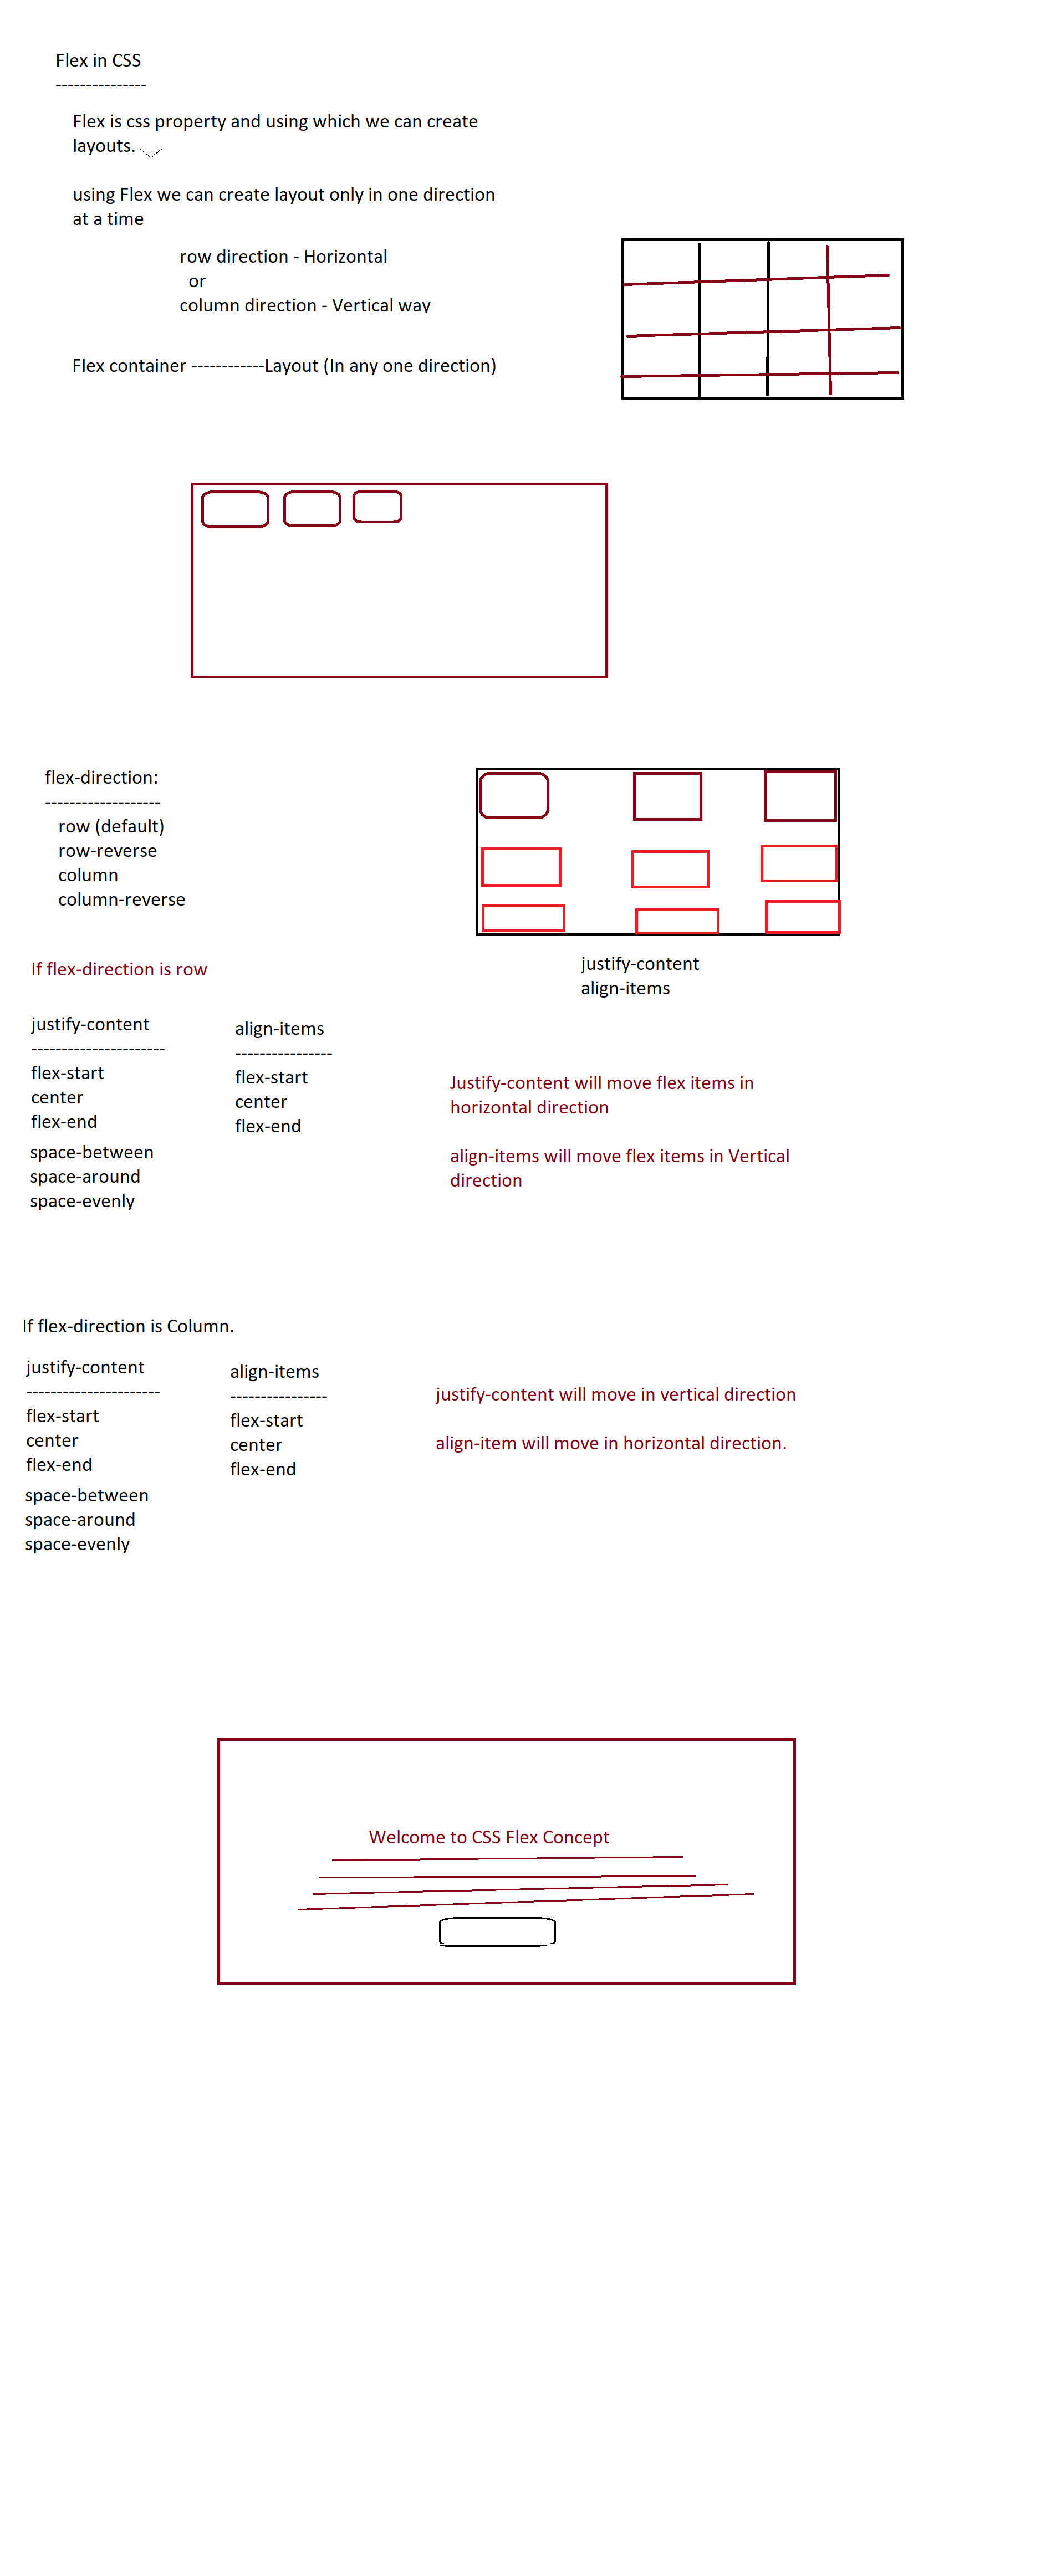 Flex in CSS
---------------
Flex is css property and using which we can create
layouts.
using Flex we can create layout only in one direction
at a time
row direction - Horizontal
or
column direction - Vertical way
Flex container ------------Layout (In any one direction)
flex-direction:
-------------------
row (default)
row-reverse
column
column-reverse
justify-content
align-items
If flex-direction is row
justify-content
----------------------
flex-start
center
flex-end
space-between
space-around
space-evenly
align-items
----------------
flex-start
center
flex-end
Justify-content will move flex items in
horizontal direction
align-items will move flex items in Vertical
direction
If flex-direction is Column.
justify-content
----------------------
flex-start
center
flex-end
space-between
space-around
space-evenly
align-items
----------------
flex-start
center
flex-end
justify-content will move in vertical direction
align-item will move in horizontal direction.
Welcome to CSS Flex Concept